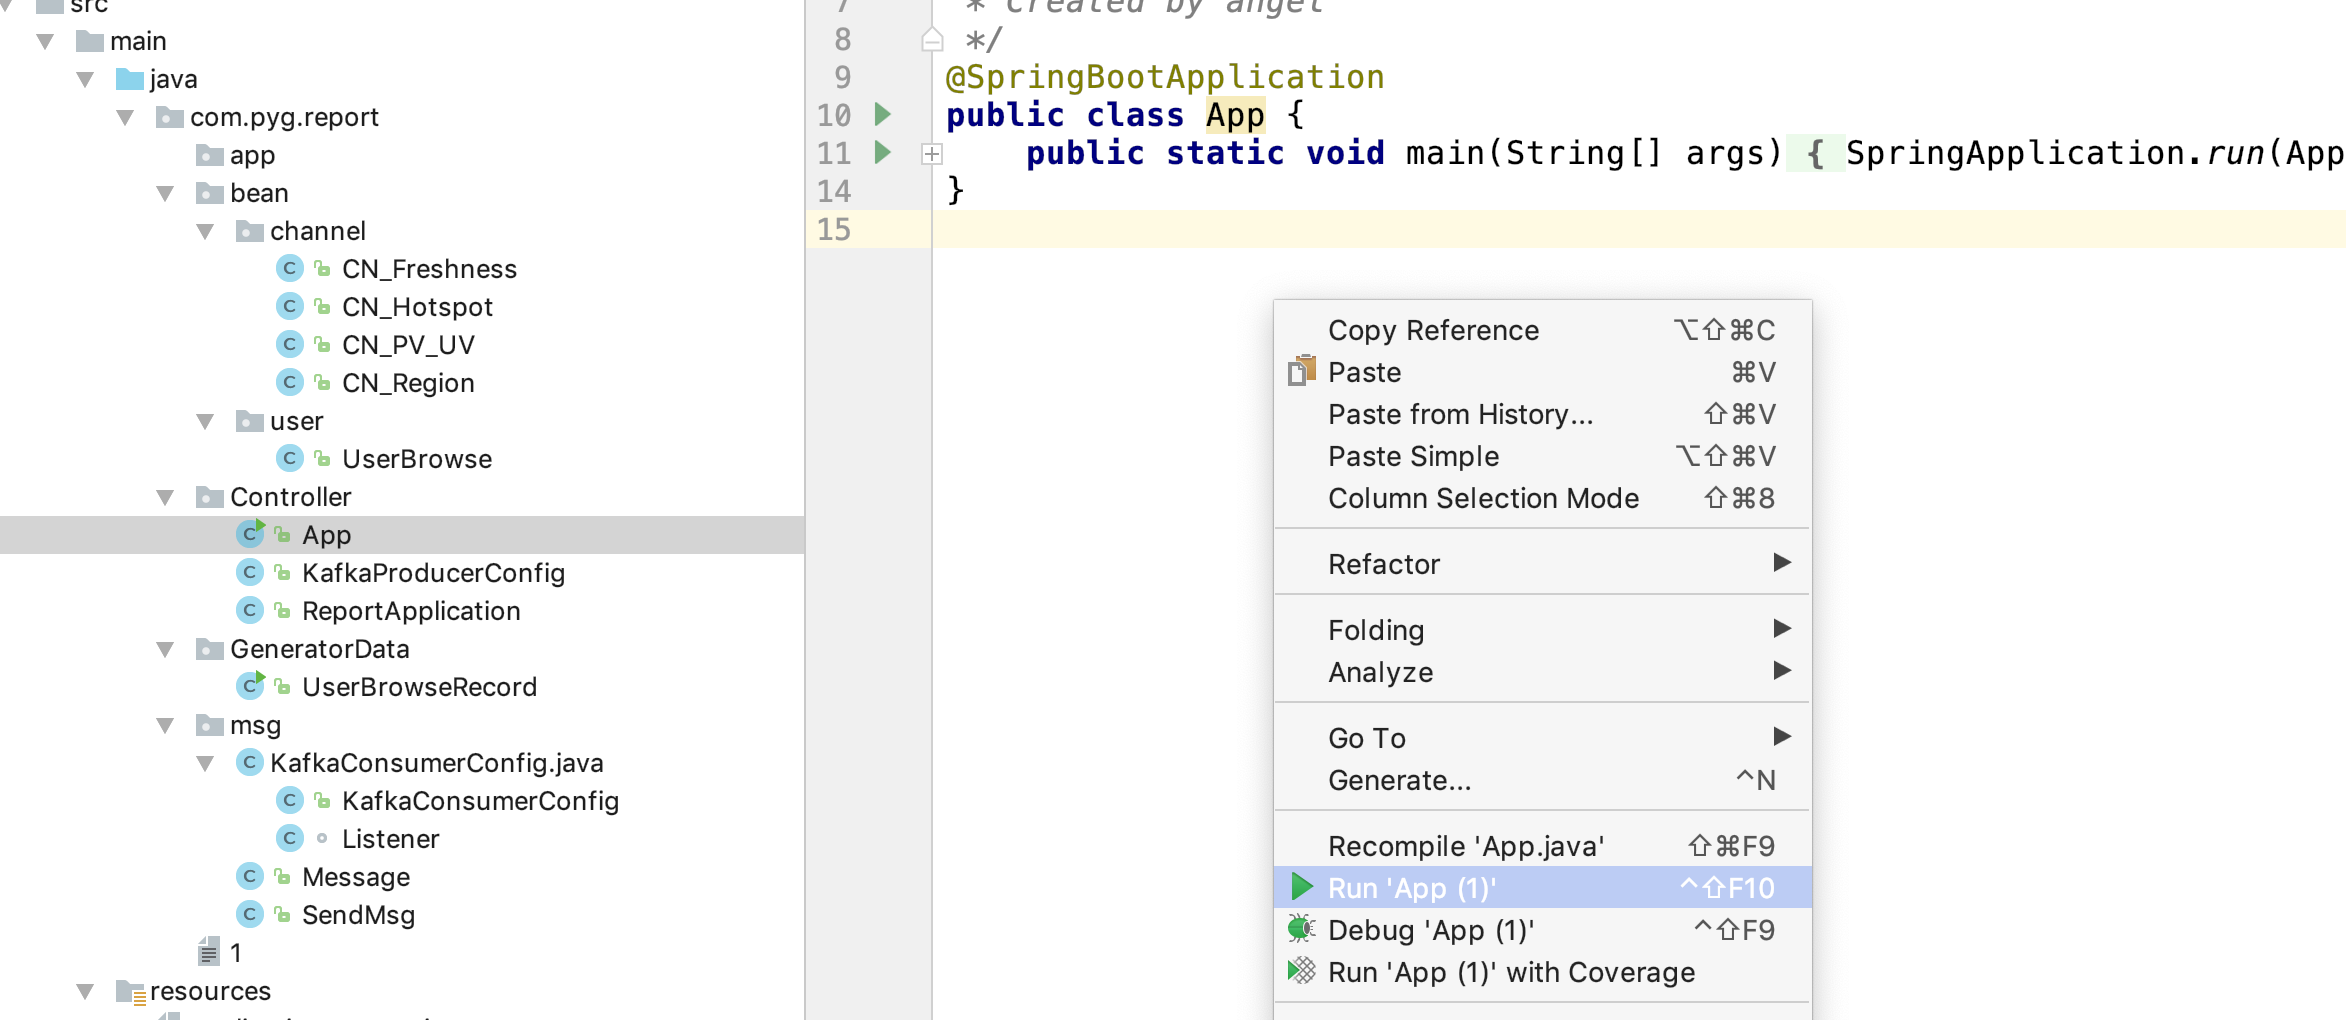 src
main
java
com.pyg.report
app
bean
channel
CN_Freshness
CN_Hotspot
CN_PV_UV
CN_Region
user
UserBrowse
Controller
App
KafkaProducerConfig
ReportApplication
GeneratorData
UserBrowseRecord
msg
KafkaConsumerConfig.java
KafkaConsumerConfig
Listener
Message
SendMsg
1
resources
7 * Created by angel
8 */
9 @SpringBootApplication
10 public class App {
11 public static void main(String[] args) { SpringApplication.run(App
14 }
15
Copy Reference ⌥⇧⌘C
Paste ⌘V
Paste from History... ⇧⌘V
Paste Simple ⌥⇧⌘V
Column Selection Mode ⇧⌘8
Refactor ▶
Folding ▶
Analyze ▶
Go To ▶
Generate... ^N
Recompile 'App.java' ⇧⌘F9
Run 'App (1)' ^⇧F10
Debug 'App (1)' ^⇧F9
Run 'App (1)' with Coverage